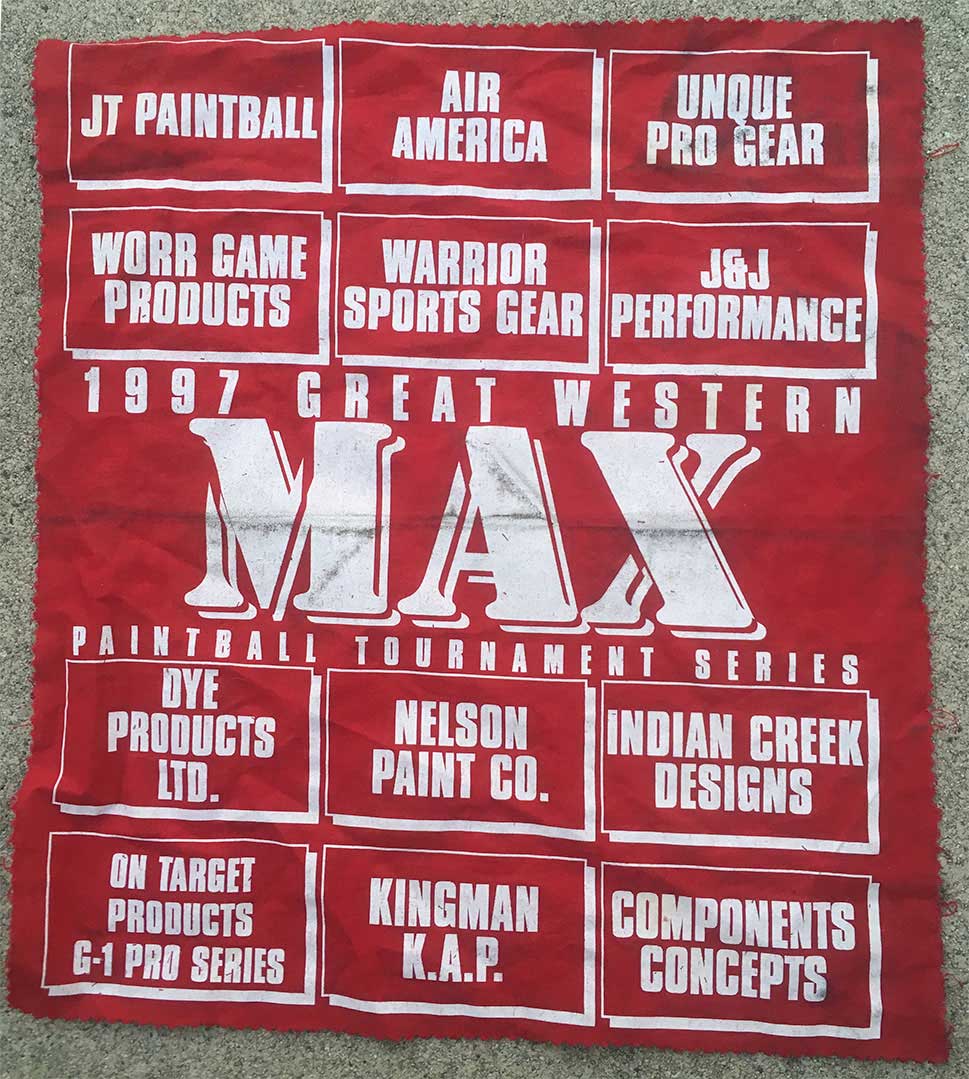 JT PAINTBALL
AIR
AMERICA
UNQUE
PRO GEAR
WORR GAME
PRODUCTS
WARRIOR
SPORTS GEAR
J&J
PERFORMANCE
1997 GREAT WESTERN
MAX
PAINTBALL TOURNAMENT SERIES
DYE
PRODUCTS
LTD.
NELSON
PAINT CO.
INDIAN CREEK
DESIGNS
ON TARGET
PRODUCTS
G-1 PRO SERIES
KINGMAN
K.A.P.
COMPONENTS
CONCEPTS